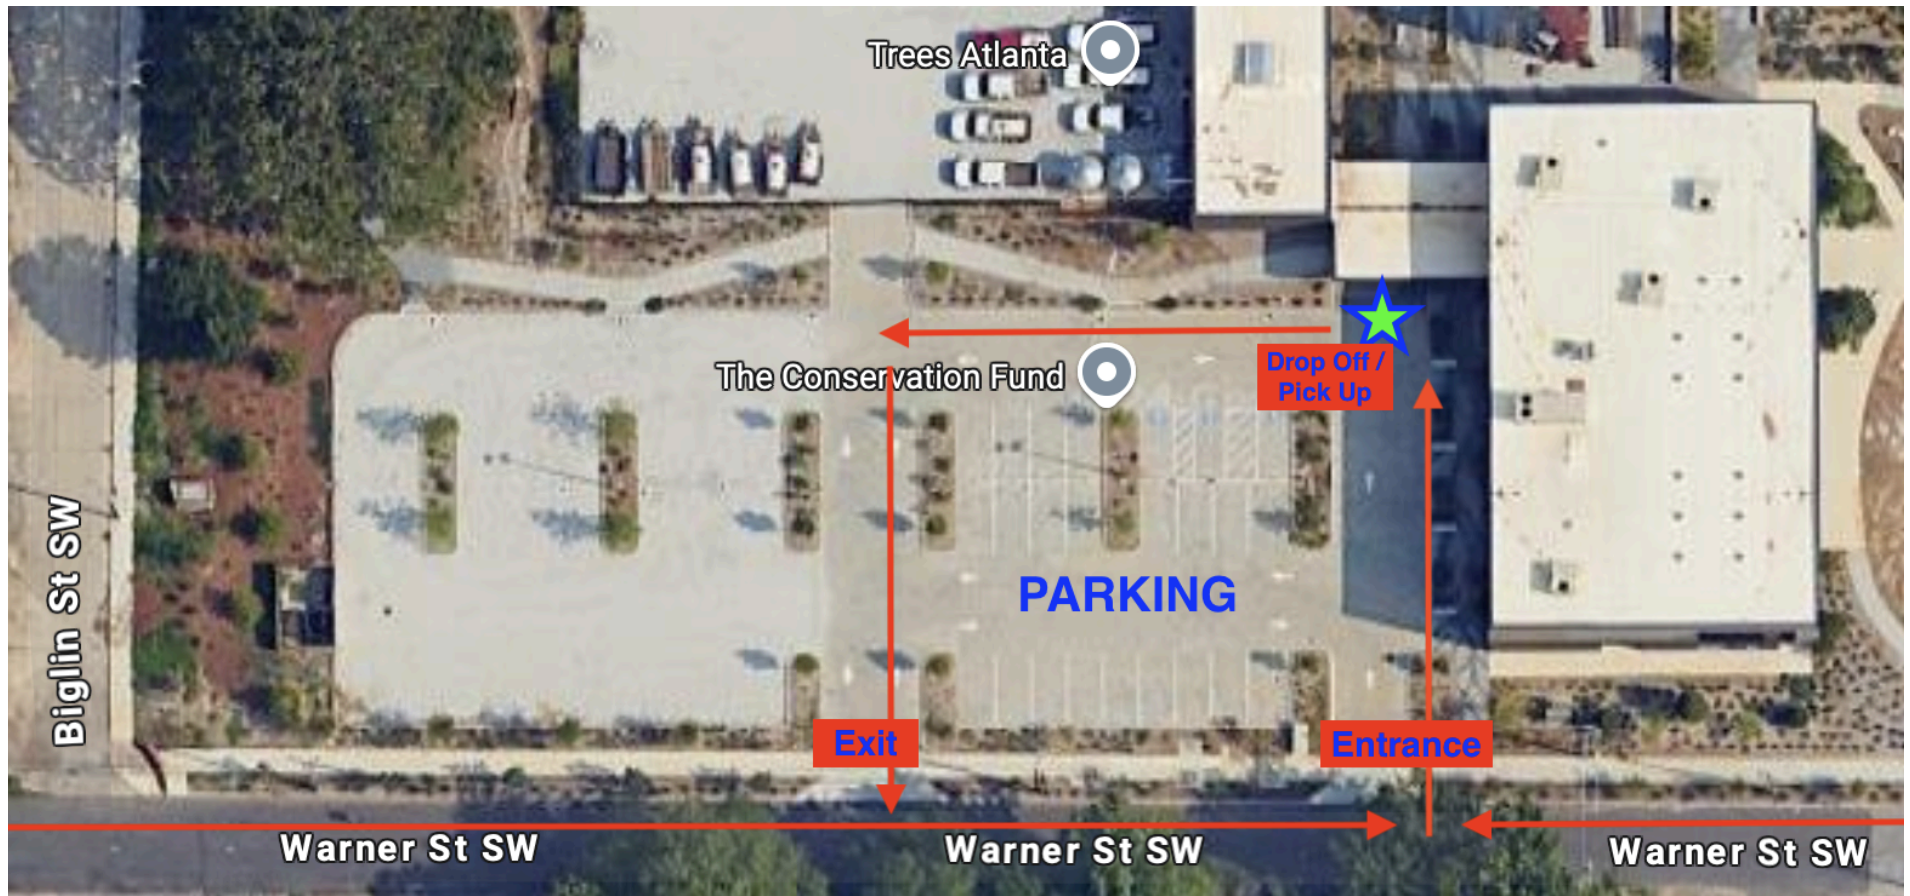 Trees Atlanta
The Conservation Fund
Drop Off /
Pick Up
PARKING
Biglin St SW
Exit
Entrance
Warner St SW
Warner St SW
Warner St SW